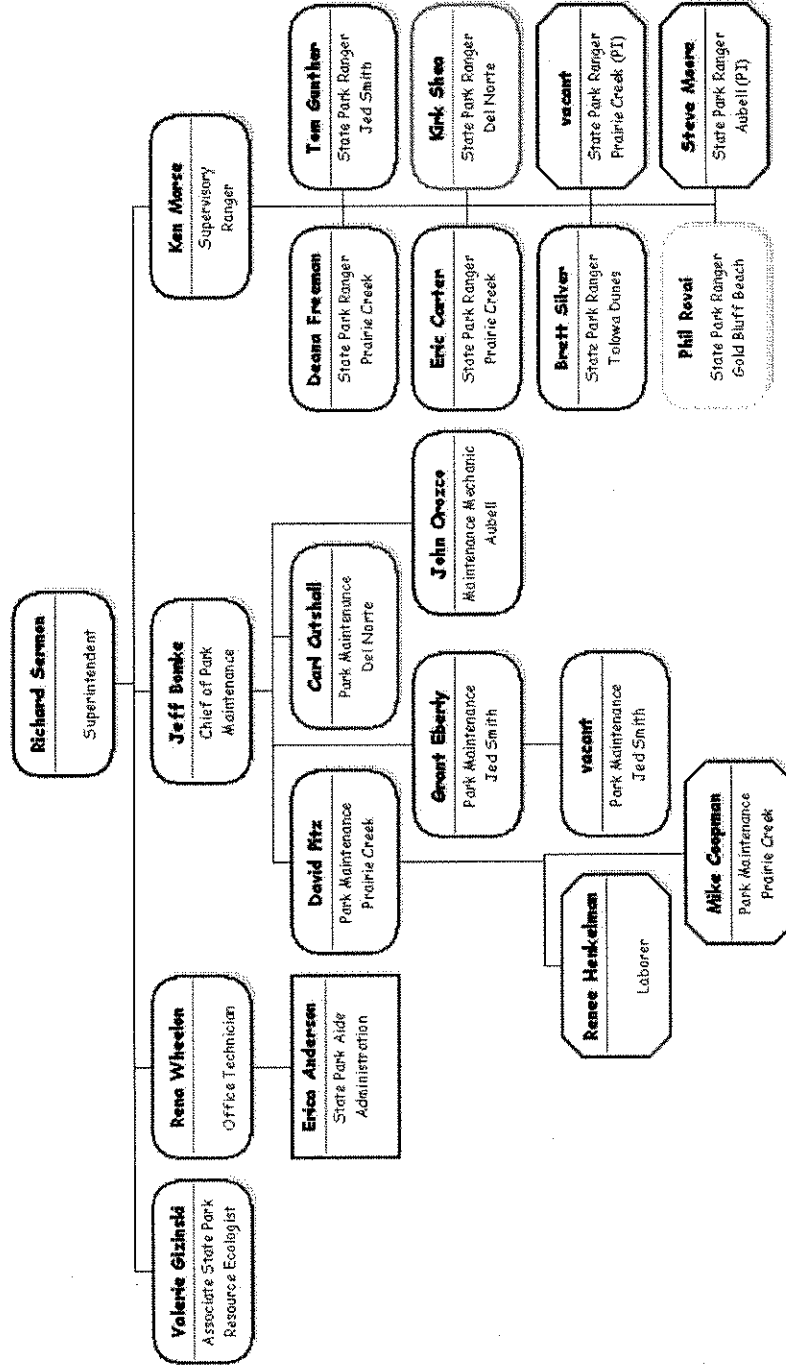 Richard Sermon
Superintendent
Valerie Gizinski
Associate State Park
Resource Ecologist
Rena Wheelon
Office Technician
Jeff Bomke
Chief of Park
Maintenance
Ken Morse
Supervisory
Ranger
Erica Anderson
State Park Aide
Administration
David Pitz
Park Maintenance
Prairie Creek
Carl Cutshall
Park Maintenance
Del Norte
Grant Eberly
Park Maintenance
Jed Smith
John Orozco
Maintenance Mechanic
Aubell
vacant
Park Maintenance
Jed Smith
Renee Henkelman
Laborer
Mike Coopman
Park Maintenance
Prairie Creek
Deana Freeman
State Park Ranger
Prairie Creek
Tom Gunther
State Park Ranger
Jed Smith
Eric Carter
State Park Ranger
Prairie Creek
Kirk Shea
State Park Ranger
Del Norte
Brett Silver
State Park Ranger
Tolowa Dunes
vacant
State Park Ranger
Prairie Creek (PI)
Phil Rovai
State Park Ranger
Gold Bluff Beach
Steve Moore
State Park Ranger
Aubell (PI)